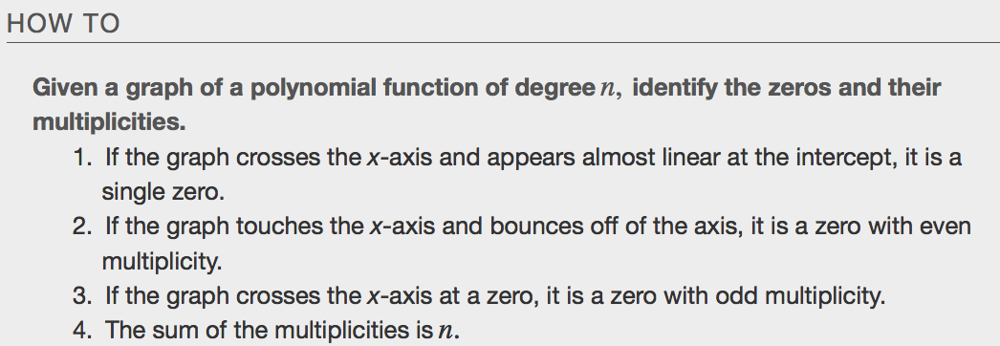 HOW TO
Given a graph of a polynomial function of degree n, identify the zeros and their
multiplicities.
1. If the graph crosses the x-axis and appears almost linear at the intercept, it is a
single zero.
2. If the graph touches the x-axis and bounces off of the axis, it is a zero with even
multiplicity.
3. If the graph crosses the x-axis at a zero, it is a zero with odd multiplicity.
4. The sum of the multiplicities is n.